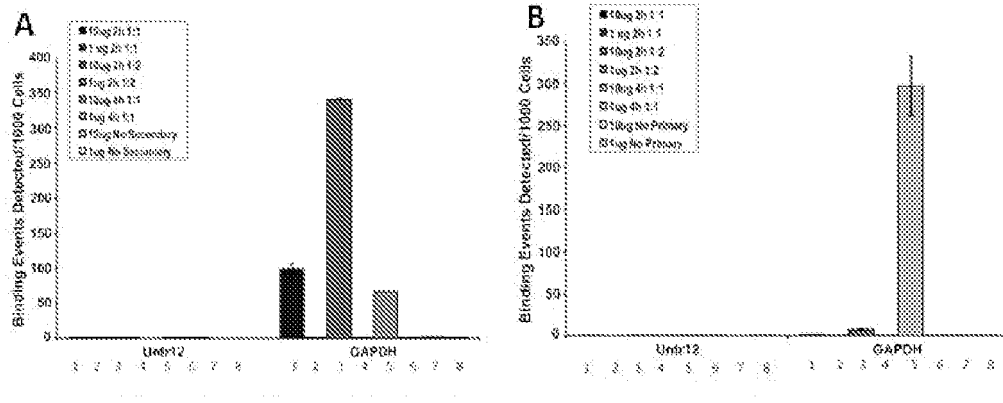 A
10ug 2h 1:1
1 ug 2h 1:1
10ug 2h 1:2
1ug 2h 1:2
10ug 4h 1:1
1ug 4h 1:1
10ug No Secondary
1ug No Secondary
Binding Events Detected/1000 Cells
400
350
300
250
200
150
100
50
0
Untr12
GAPDH
1 2 3 4 5 6 7 8
1 2 3 4 5 6 7 8
B
10ug 2h 1:1
1 ug 2h 1:1
10ug 2h 1:2
1ug 2h 1:2
10ug 4h 1:1
1ug 4h 1:1
10ug No Primary
1ug No Primary
Binding Events Detected/1000 Cells
350
300
250
200
150
100
50
0
Untr12
GAPDH
1 2 3 4 5 6 7 8
1 2 3 4 5 6 7 8